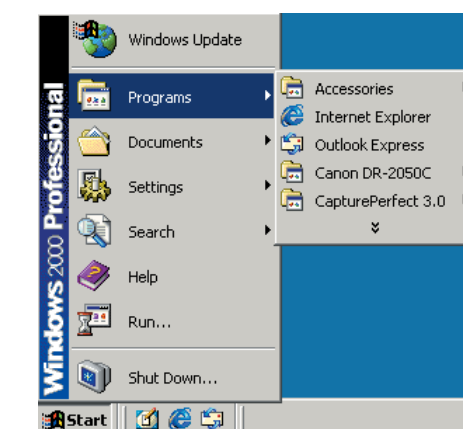 Windows Update
Programs
Documents
Settings
Search
Help
Run...
Shut Down...
Windows 2000 Professional
Accessories
Internet Explorer
Outlook Express
Canon DR-2050C
CapturePerfect 3.0
Start